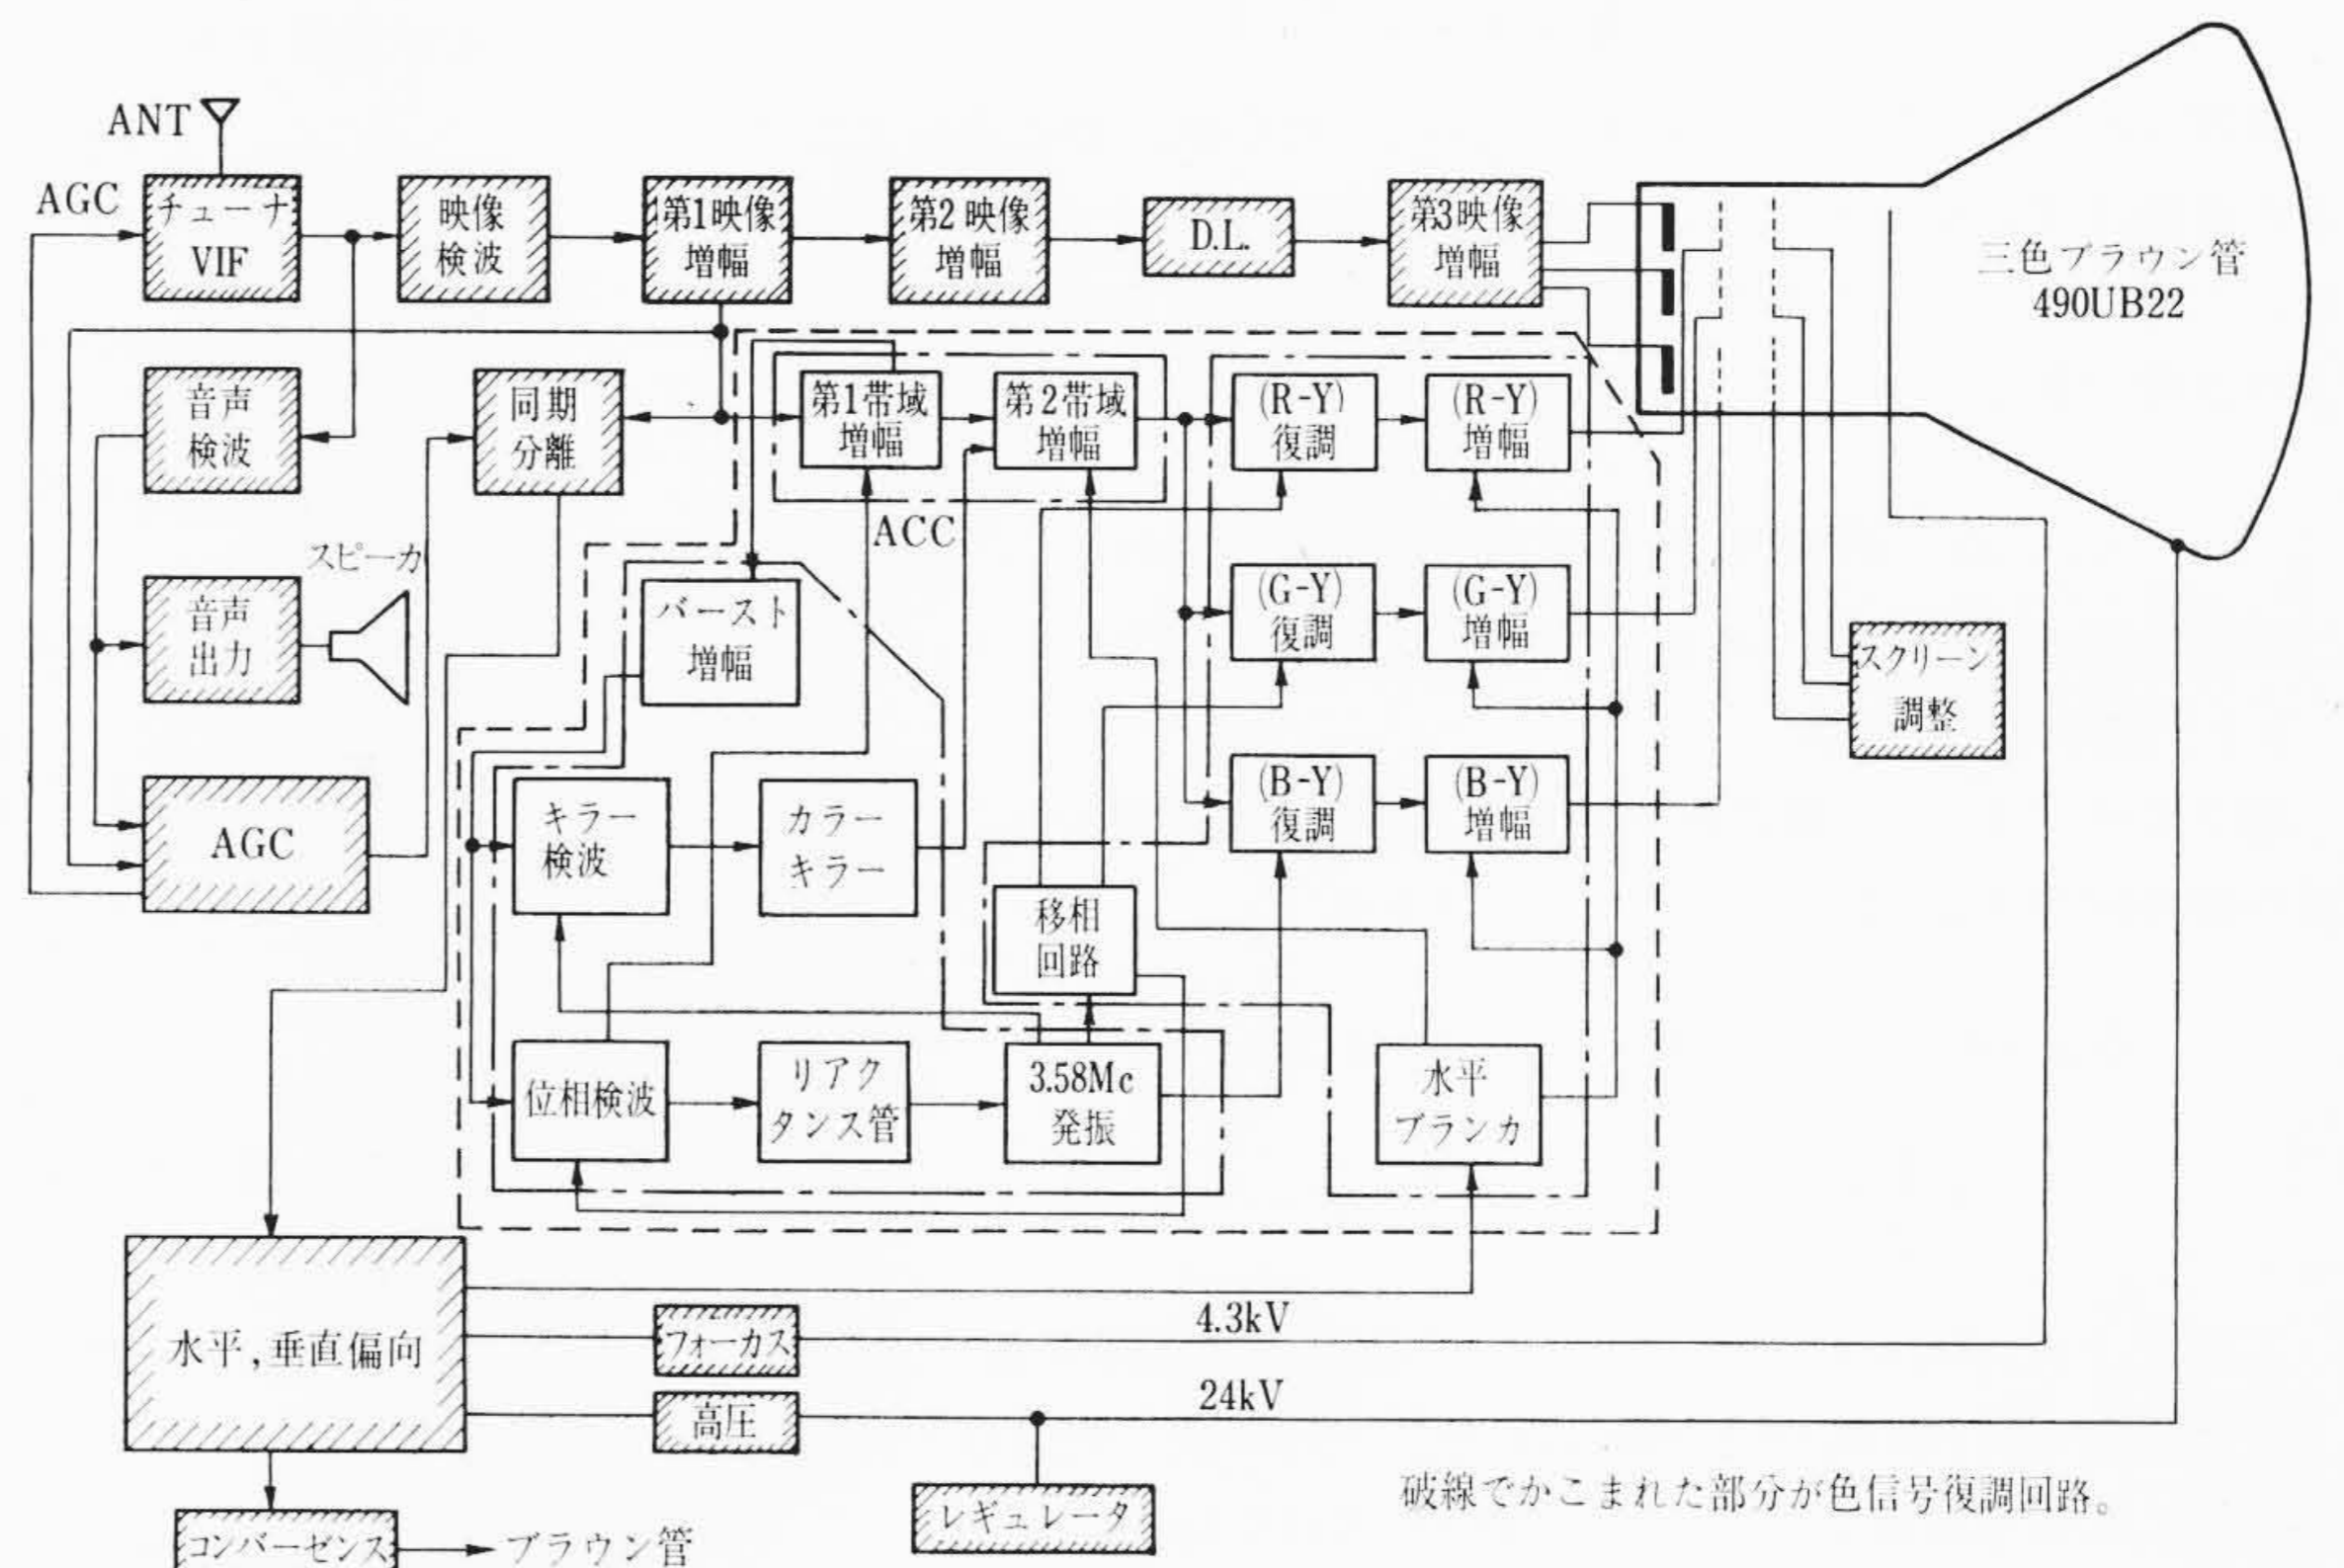 ANT
AGC
チューナ
VIF
映像
検波
第1映像
増幅
第2映像
増幅
D.L.
第3映像
増幅
三色ブラウン管
490UB22
音声
検波
同期
分離
第1帯域
増幅
第2帯域
増幅
(R-Y)
復調
(R-Y)
増幅
ACC
スピーカ
音声
出力
バースト
増幅
(G-Y)
復調
(G-Y)
増幅
スクリーン
調整
AGC
キラー
検波
カラー
キラー
(B-Y)
復調
(B-Y)
増幅
移相
回路
位相検波
リアク
タンス管
3.58Mc
発振
水平
ブランカ
水平,垂直偏向
フォーカス
4.3kV
高圧
24kV
レギュレータ
コンバーゼンス
ブラウン管
破線でかこまれた部分が色信号復調回路。